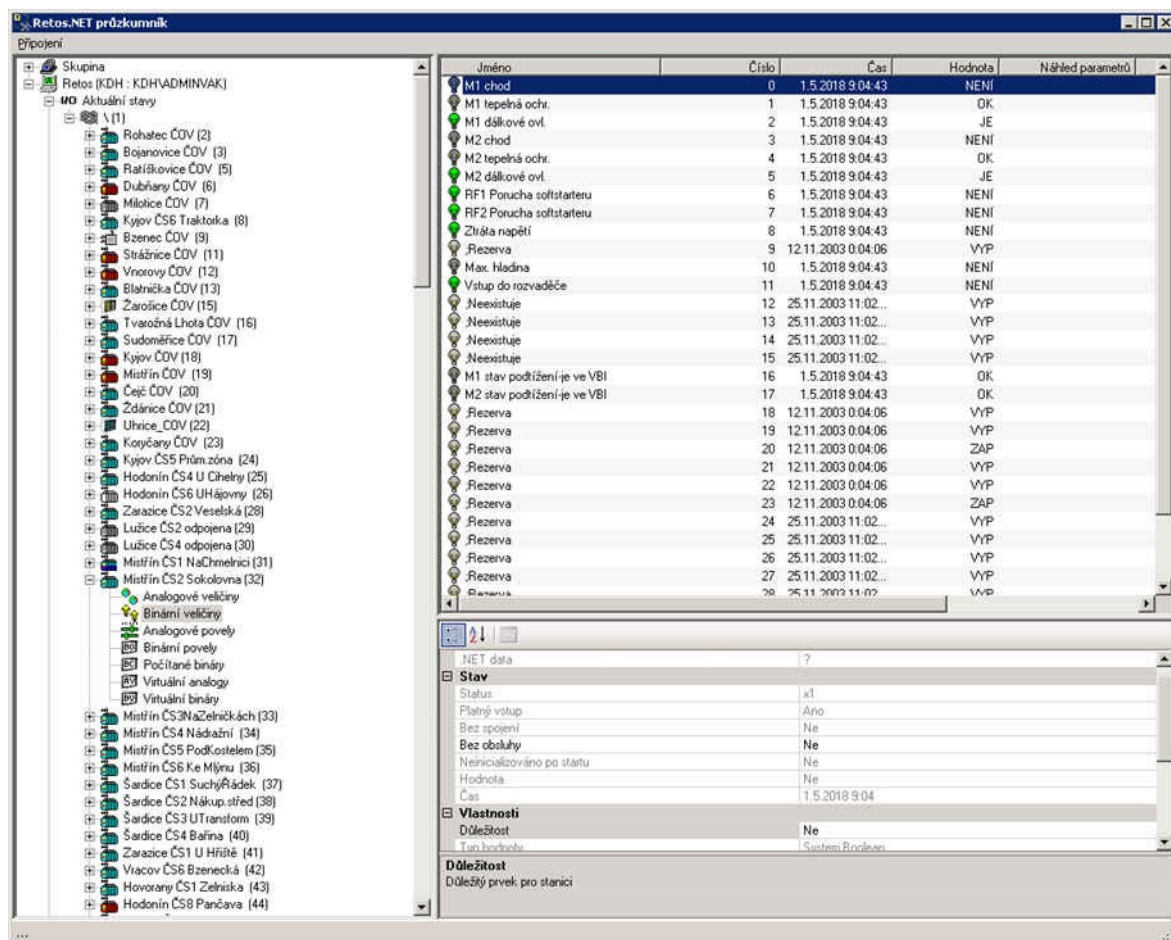 Retos.NET průzkumník
Připojení
Skupina
Retos (KDH : KDH\ADMINVAK)
I/O Aktuální stavy
\ (1)
Rohatec ČOV (2)
Bojanovice ČOV (3)
Ratíškovice ČOV (5)
Dubňany ČOV (6)
Milotice ČOV (7)
Kyjov ČS6 Traktorka (8)
Bzenec ČOV (9)
Strážnice ČOV (11)
Vnorovy ČOV (12)
Blatnička ČOV (13)
Žarošice ČOV (15)
Tvarožná Lhota ČOV (16)
Sudoměřice ČOV (17)
Kyjov ČOV (18)
Mistřín ČOV (19)
Čejč ČOV (20)
Ždánice ČOV (21)
Uhrice_COV (22)
Koryčany ČOV (23)
Kyjov ČS5 Prům.zóna (24)
Hodonín ČS4 U Cihelny (25)
Hodonín ČS6 UHájovny (26)
Zarazice ČS2 Veselská (28)
Lužice ČS2 odpojena (29)
Lužice ČS4 odpojena (30)
Mistřín ČS1 NaChmelnici (31)
Mistřín ČS2 Sokolovna (32)
Analogové veličiny
Binární veličiny
Analogové povely
BO Binární povely
BC Počítané bináry
AV Virtuální analogy
BV Virtuální bináry
Mistřín ČS3NaZelničkách (33)
Mistřín ČS4 Nádražní (34)
Mistřín ČS5 PodKostelem (35)
Mistřín ČS6 Ke Mlýnu (36)
Šardice ČS1 SuchýŘádek (37)
Šardice ČS2 Nákup.střed (38)
Šardice ČS3 UTransform (39)
Šardice ČS4 Bařina (40)
Zarazice ČS1 U Hřiště (41)
Vracov ČS6 Bzenecká (42)
Hovorany ČS1 Zelniska (43)
Hodonín ČS8 Pančava (44)
Jméno Číslo Čas Hodnota Náhled parametrů
M1 chod 0 1.5.2018 9:04:43 NENÍ
M1 tepelná ochr. 1 1.5.2018 9:04:43 OK
M1 dálkové ovl. 2 1.5.2018 9:04:43 JE
M2 chod 3 1.5.2018 9:04:43 NENÍ
M2 tepelná ochr. 4 1.5.2018 9:04:43 OK
M2 dálkové ovl. 5 1.5.2018 9:04:43 JE
RF1 Porucha softstarteru 6 1.5.2018 9:04:43 NENÍ
RF2 Porucha softstarteru 7 1.5.2018 9:04:43 NENÍ
Ztráta napětí 8 1.5.2018 9:04:43 NENÍ
;Rezerva 9 12.11.2003 0:04:06 VYP
Max. hladina 10 1.5.2018 9:04:43 NENÍ
Vstup do rozvaděče 11 1.5.2018 9:04:43 NENÍ
;Neexistuje 12 25.11.2003 11:02... VYP
;Neexistuje 13 25.11.2003 11:02... VYP
;Neexistuje 14 25.11.2003 11:02... VYP
;Neexistuje 15 25.11.2003 11:02... VYP
M1 stav podtížení-je ve VBI 16 1.5.2018 9:04:43 OK
M2 stav podtížení-je ve VBI 17 1.5.2018 9:04:43 OK
;Rezerva 18 12.11.2003 0:04:06 VYP
;Rezerva 19 12.11.2003 0:04:06 VYP
;Rezerva 20 12.11.2003 0:04:06 ZAP
;Rezerva 21 12.11.2003 0:04:06 VYP
;Rezerva 22 12.11.2003 0:04:06 VYP
;Rezerva 23 12.11.2003 0:04:06 ZAP
;Rezerva 24 25.11.2003 11:02... VYP
;Rezerva 25 25.11.2003 11:02... VYP
;Rezerva 26 25.11.2003 11:02... VYP
;Rezerva 27 25.11.2003 11:02... VYP
;Rezerva 28 25.11.2003 11:02... VYP
.NET data ?
Stav
Status x1
Platný vstup Ano
Bez spojení Ne
Bez obsluhy Ne
Neinicializováno po startu Ne
Hodnota Ne
Čas 1.5.2018 9:04
Vlastnosti
Důležitost Ne
Typ hodnoty System.Boolean
Důležitost
Důležitý prvek pro stanici
...